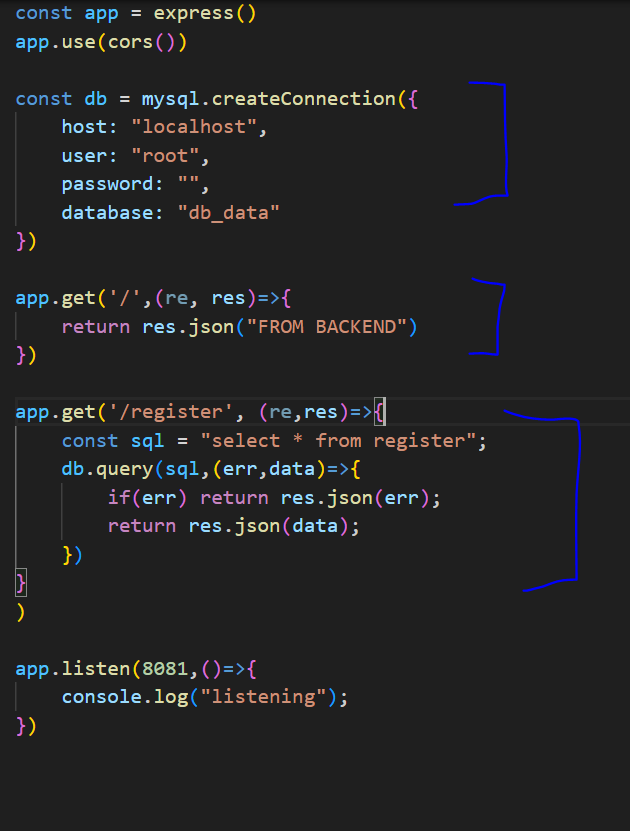 const app = express()
app.use(cors())
const db = mysql.createConnection({
host: "localhost",
user: "root",
password: "",
database: "db_data"
})
app.get('/',(re, res)=>{
return res.json("FROM BACKEND")
})
app.get('/register', (re,res)=>{
const sql = "select * from register";
db.query(sql,(err,data)=>{
if(err) return res.json(err);
return res.json(data);
})
}
)
app.listen(8081,()=>{
console.log("listening");
})